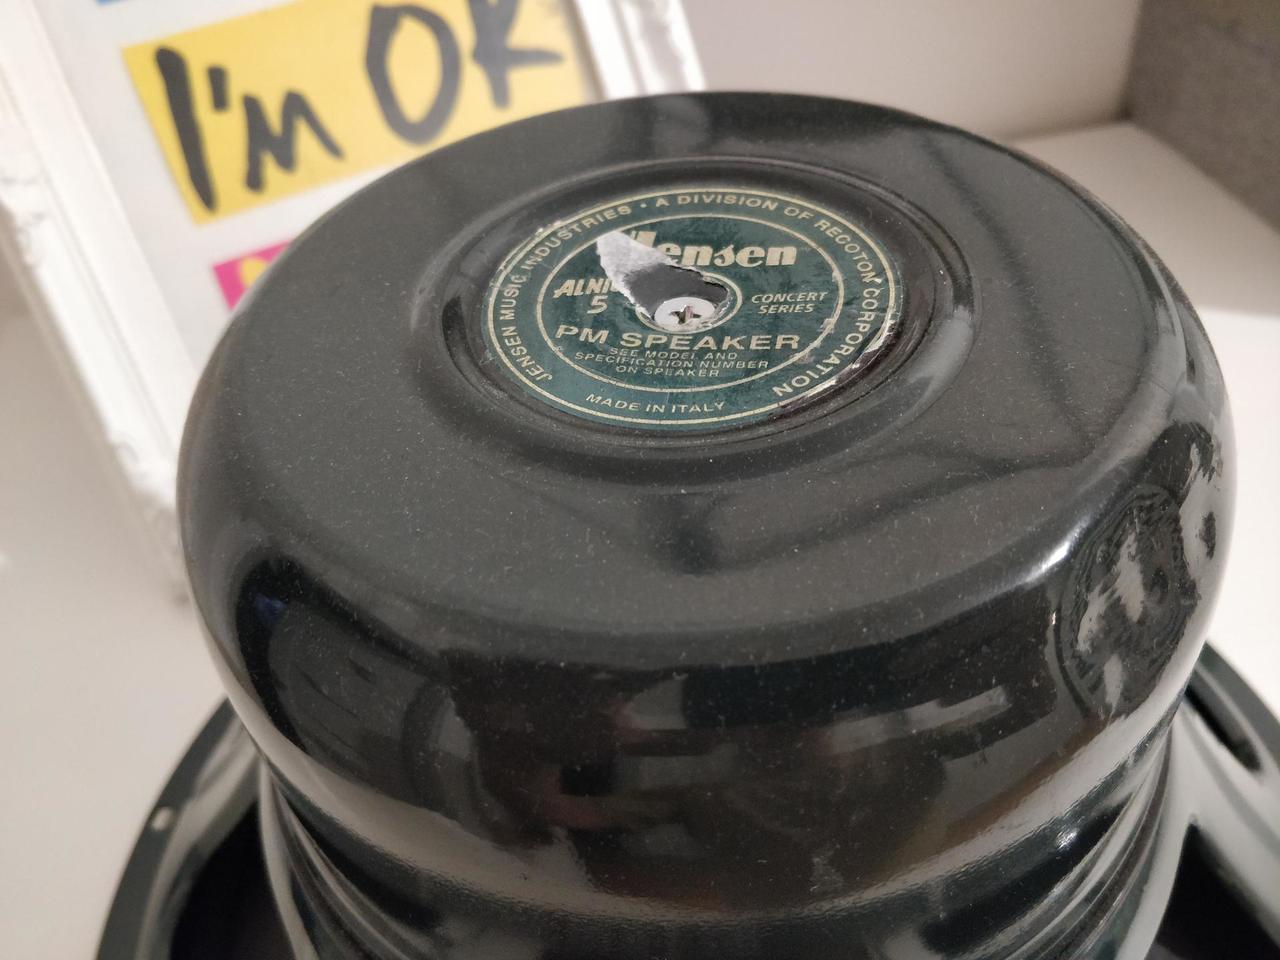 I'm OK
JENSEN MUSIC INDUSTRIES • A DIVISION OF RECOTON CORPORATION
Jensen
ALNICO
5
CONCERT
SERIES
PM SPEAKER
SEE MODEL AND
SPECIFICATION NUMBER
ON SPEAKER
MADE IN ITALY